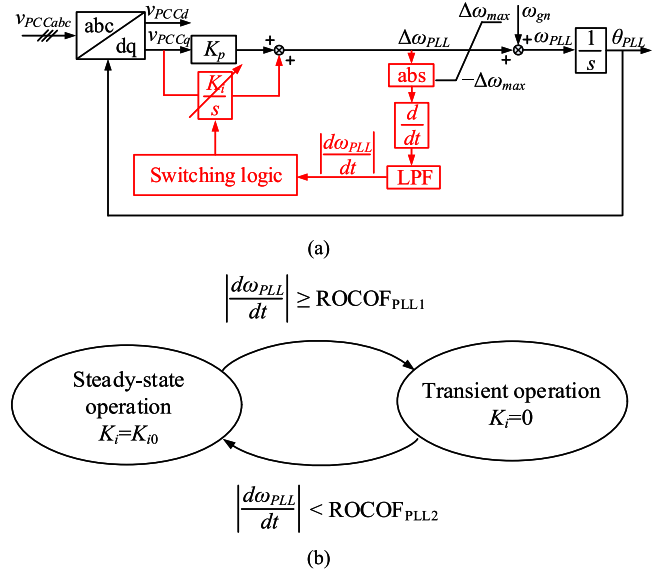 (a)
v_PCCabc
abc
dq
v_PCCd
v_PCCq
K_p
+
+
K_i
s
Δω_PLL
abs
d
dt
LPF
|dω_PLL/dt|
Switching logic
Δω_max
−Δω_max
+
ω_gn
+
ω_PLL
1
s
θ_PLL
|dω_PLL/dt| ≥ ROCOF_PLL1
Steady-state
operation
K_i=K_i0
Transient operation
K_i=0
|dω_PLL/dt| < ROCOF_PLL2
(b)